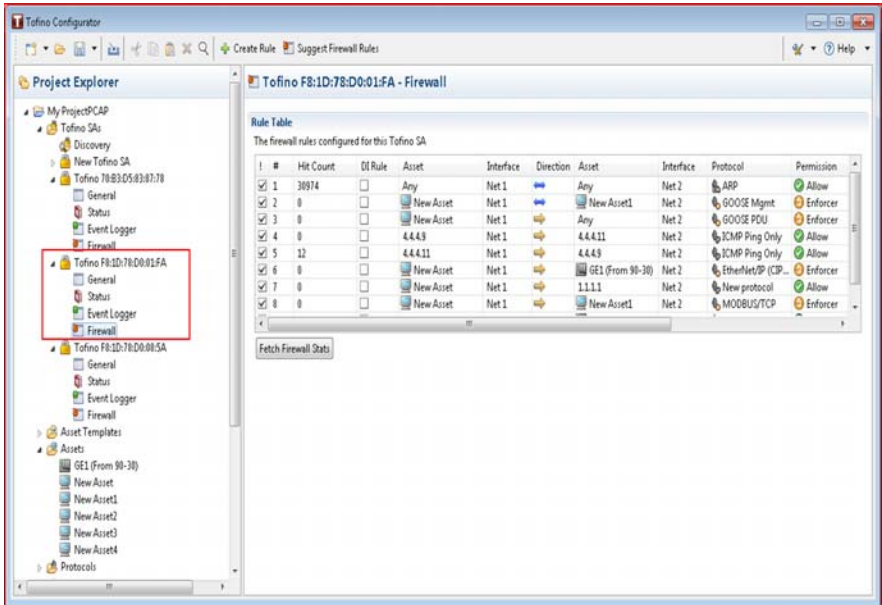 Tofino Configurator
Create Rule Suggest Firewall Rules Help
Project Explorer
My ProjectPCAP
Tofino SAs
Discovery
New Tofino SA
Tofino 70:B3:D5:83:87:78
General
Status
Event Logger
Firewall
Tofino F8:1D:78:D0:01:FA
General
Status
Event Logger
Firewall
Tofino F8:1D:78:D0:08:5A
General
Status
Event Logger
Firewall
Asset Templates
Assets
GE1 (From 90-30)
New Asset
New Asset1
New Asset2
New Asset3
New Asset4
Protocols
Tofino F8:1D:78:D0:01:FA - Firewall
Rule Table
The firewall rules configured for this Tofino SA
! # Hit Count DI Rule Asset Interface Direction Asset Interface Protocol Permission
1 30974 Any Net 1 Any Net 2 ARP Allow
2 0 New Asset Net 1 New Asset1 Net 2 GOOSE Mgmt Enforcer
3 0 New Asset Net 1 Any Net 2 GOOSE PDU Enforcer
4 0 4.4.4.9 Net 1 4.4.4.11 Net 2 ICMP Ping Only Allow
5 12 4.4.4.11 Net 1 4.4.4.9 Net 2 ICMP Ping Only Allow
6 0 New Asset Net 1 GE1 (From 90-30) Net 2 EtherNet/IP (CIP... Enforcer
7 0 New Asset Net 1 1.1.1.1 Net 2 New protocol Allow
8 0 New Asset Net 1 New Asset1 Net 2 MODBUS/TCP Enforcer
Fetch Firewall Stats